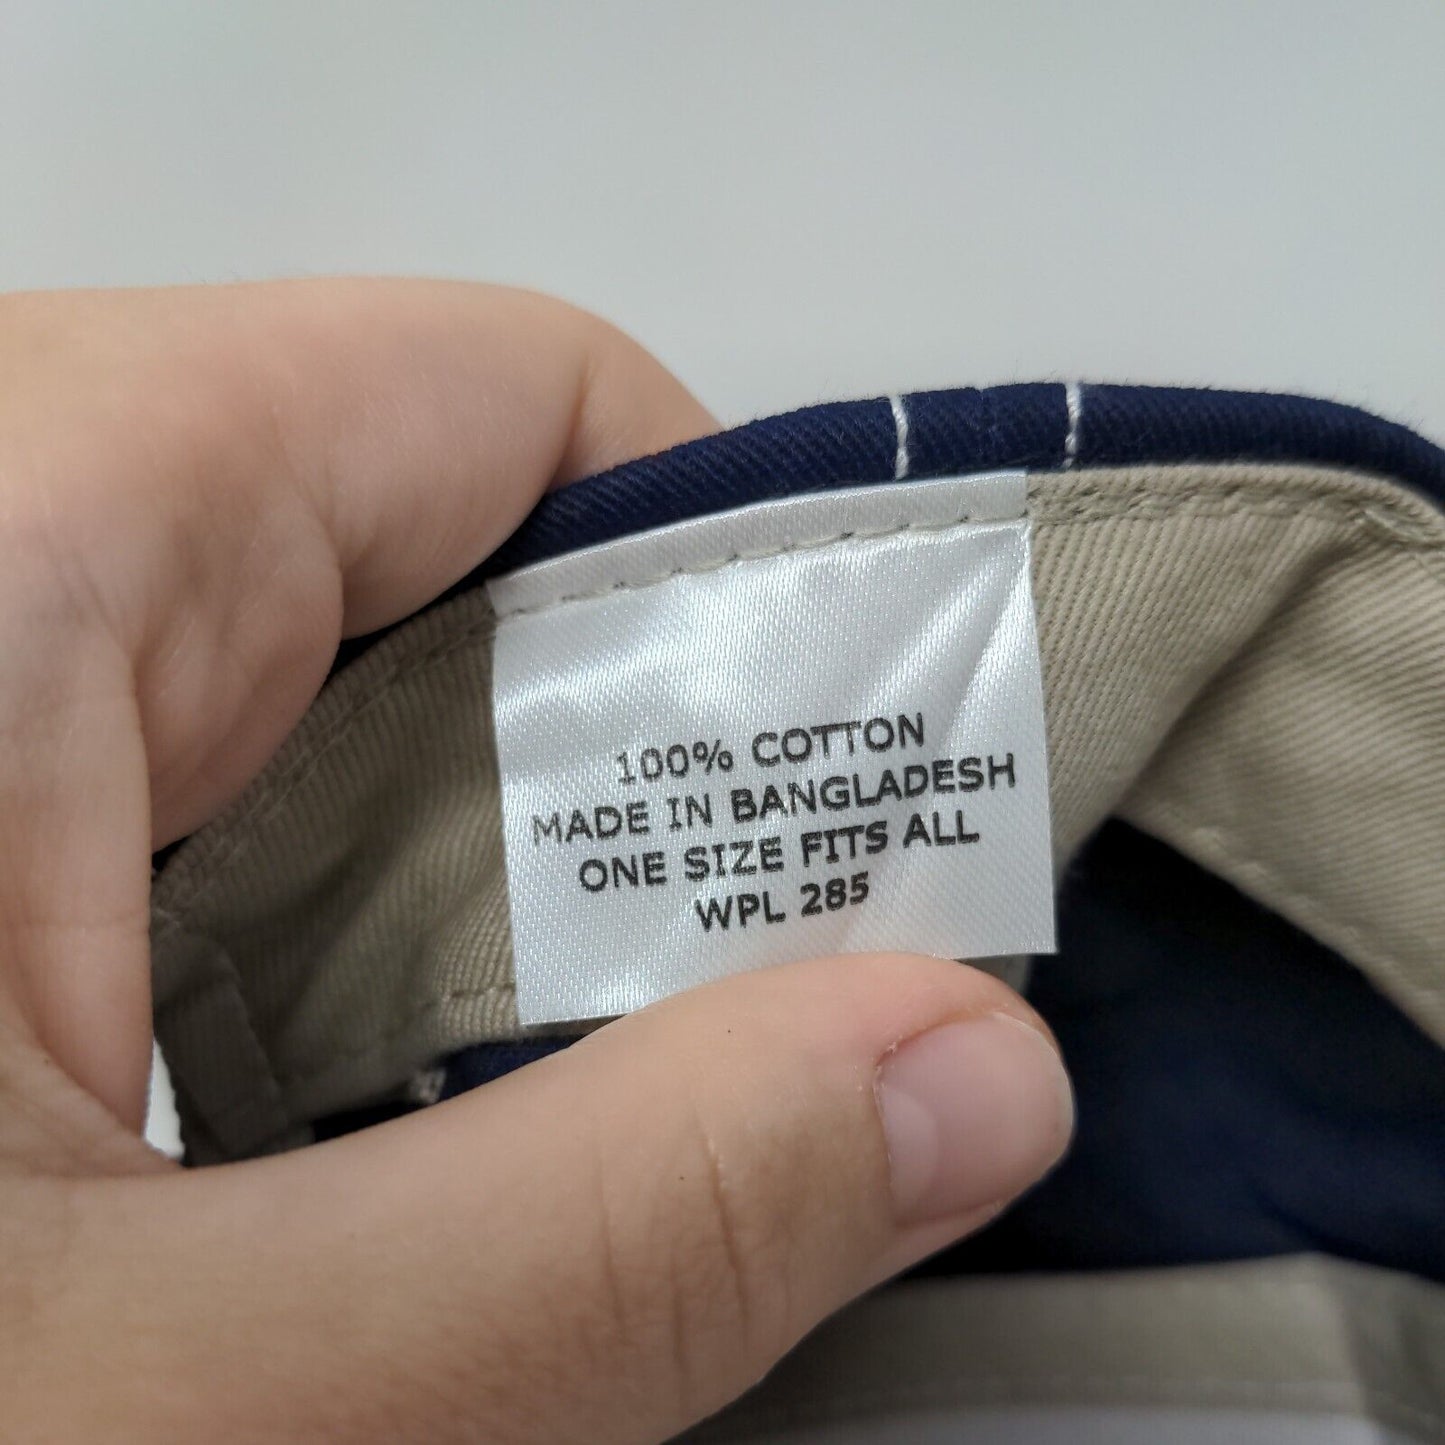 100% COTTON
MADE IN BANGLADESH
ONE SIZE FITS ALL
WPL 285